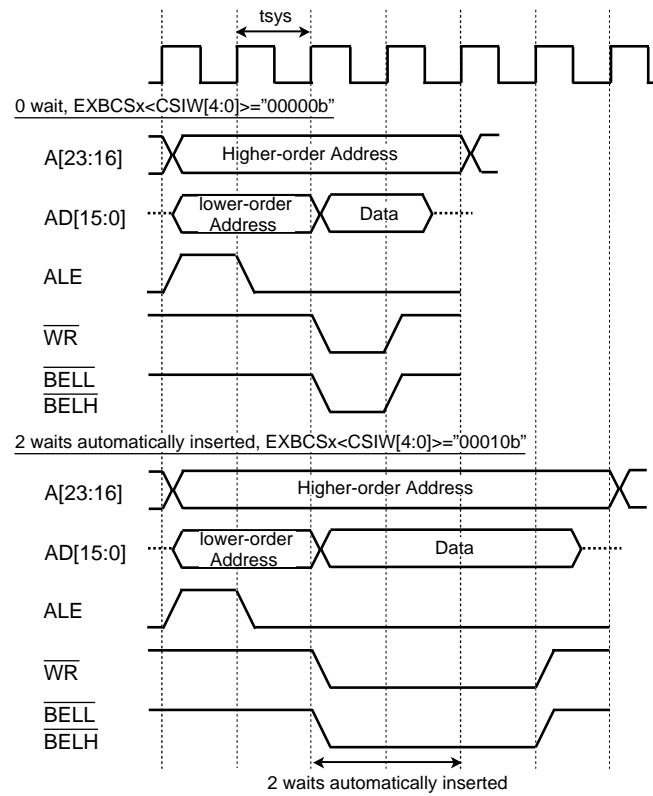 tsys
0 wait, EXBCSx<CSIW[4:0]>="00000b"
A[23:16]
Higher-order Address
AD[15:0]
lower-order
Address
Data
ALE
WR
BELL
BELH
2 waits automatically inserted, EXBCSx<CSIW[4:0]>="00010b"
A[23:16]
Higher-order Address
AD[15:0]
lower-order
Address
Data
ALE
WR
BELL
BELH
2 waits automatically inserted